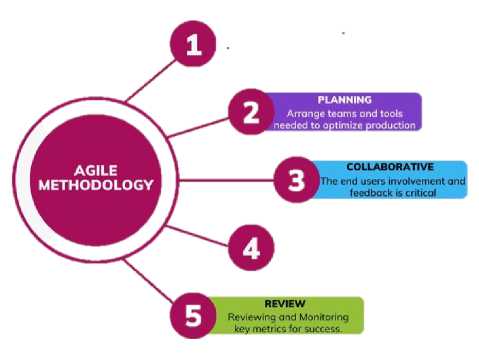 AGILE
METHODOLOGY
1
2
PLANNING
Arrange teams and tools
needed to optimize production
3
COLLABORATIVE
The end users involvement and
feedback is critical
4
5
REVIEW
Reviewing and Monitoring
key metrics for success.